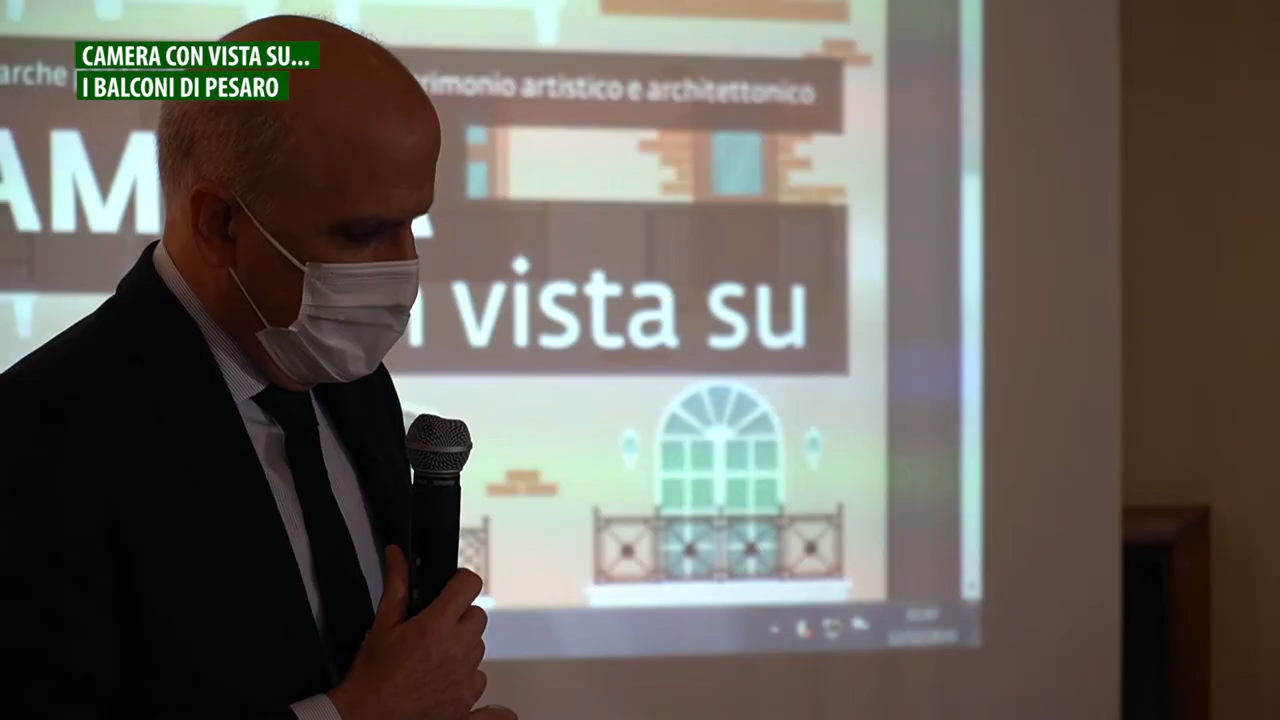 CAMERA CON VISTA SU...
I BALCONI DI PESARO
arche rimonio artistico e architettonico
AM
vista su